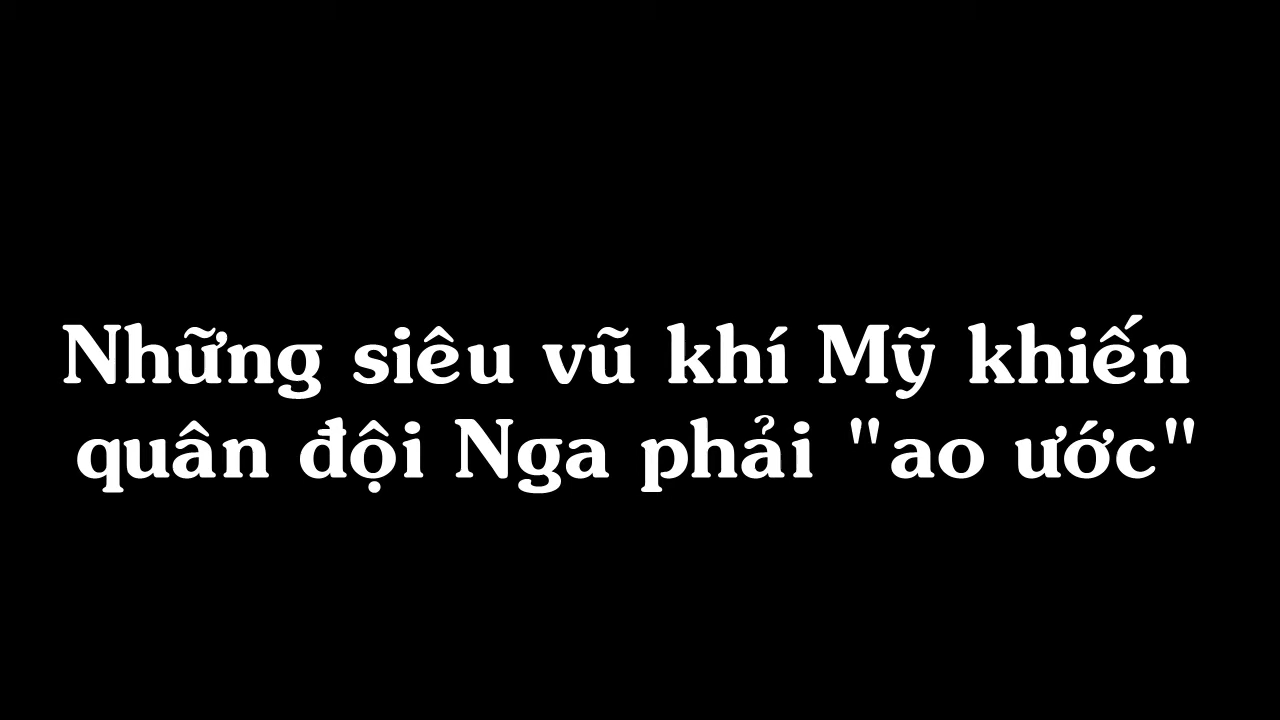 Những siêu vũ khí Mỹ khiến
quân đội Nga phải "ao ước"